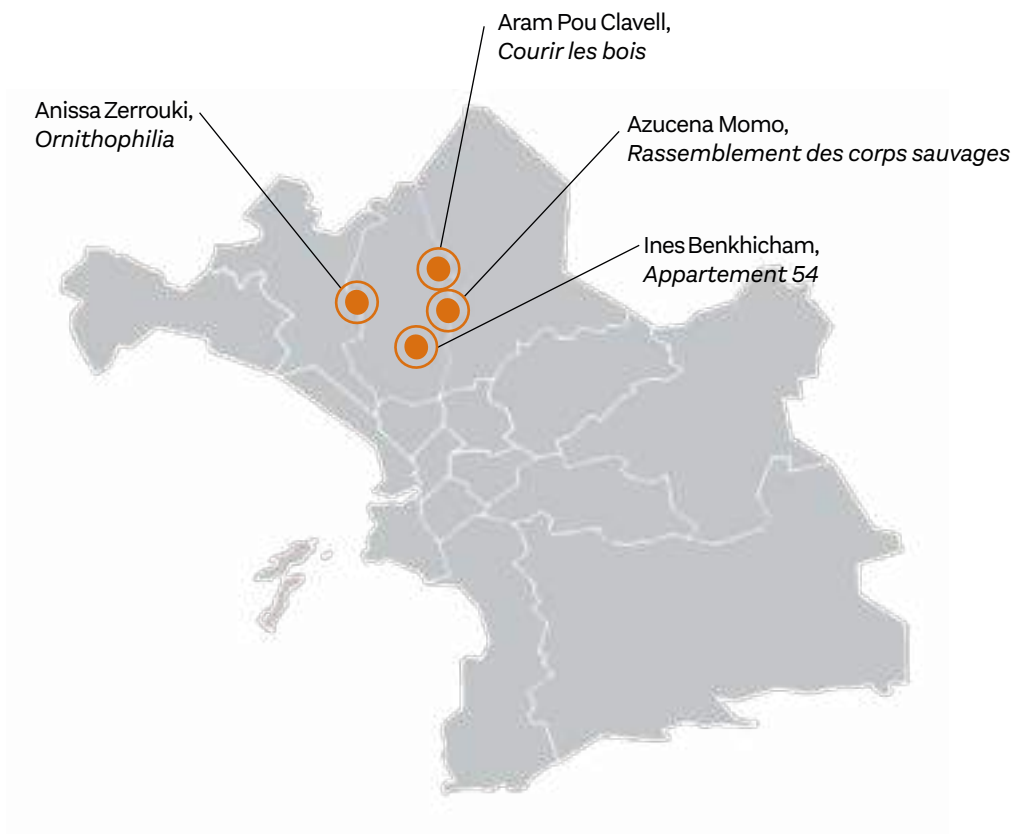 Aram Pou Clavell,
Courir les bois
Anissa Zerrouki,
Ornithophilia
Azucena Momo,
Rassemblement des corps sauvages
Ines Benkhicham,
Appartement 54